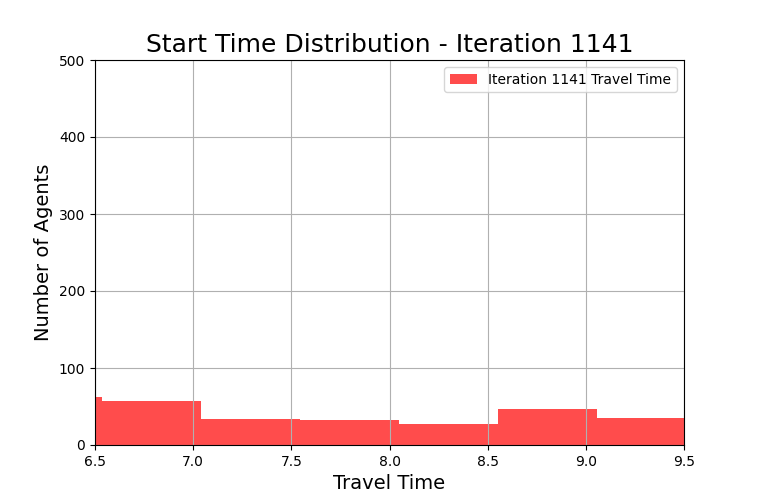 Start Time Distribution - Iteration 1141
Iteration 1141 Travel Time
Number of Agents
500
400
300
200
100
0
6.5 7.0 7.5 8.0 8.5 9.0 9.5
Travel Time